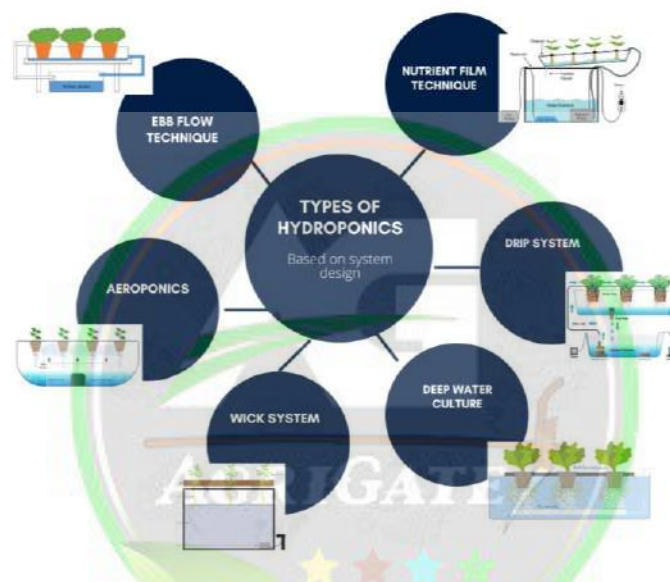 NUTRIENT FILM
TECHNIQUE
EBB FLOW
TECHNIQUE
TYPES OF
HYDROPONICS
Based on system
design
DRIP SYSTEM
AEROPONICS
DEEP WATER
CULTURE
WICK SYSTEM
AGRIGATE